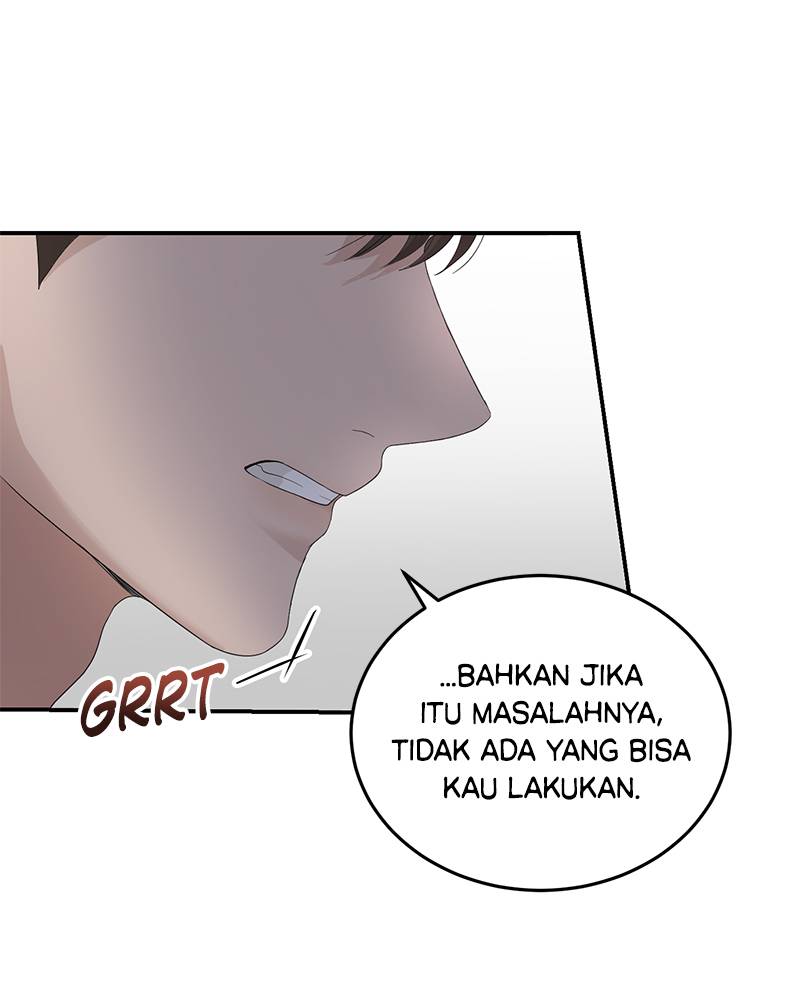 GRRT
...BAHKAN JIKA
ITU MASALAHNYA,
TIDAK ADA YANG BISA
KAU LAKUKAN.